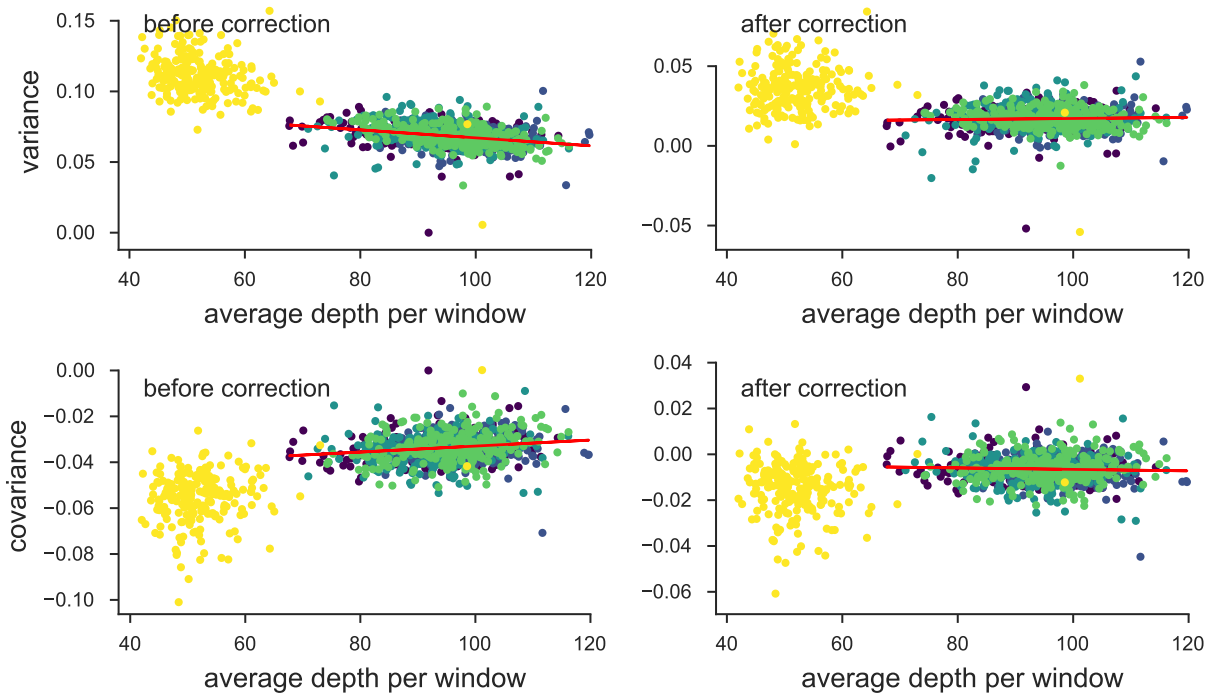 before correction
0.15
0.10
0.05
0.00
variance
40 60 80 100 120
average depth per window
after correction
0.05
0.00
−0.05
40 60 80 100 120
average depth per window
before correction
0.00
−0.02
−0.04
−0.06
−0.08
−0.10
covariance
40 60 80 100 120
average depth per window
after correction
0.04
0.02
0.00
−0.02
−0.04
−0.06
40 60 80 100 120
average depth per window